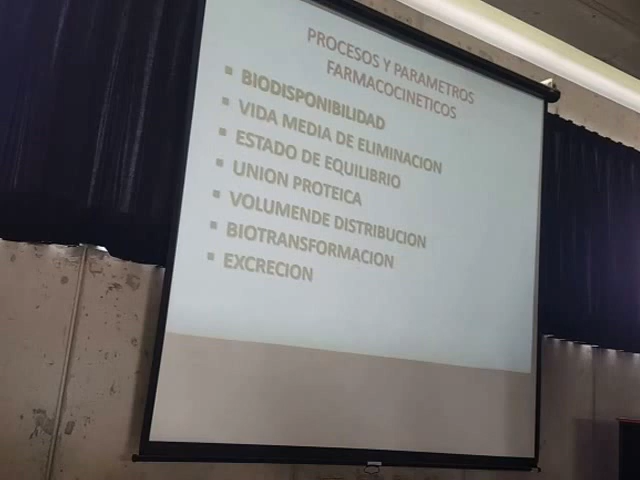 PROCESOS Y PARAMETROS
FARMACOCINETICOS
▪ BIODISPONIBILIDAD
▪ VIDA MEDIA DE ELIMINACION
▪ ESTADO DE EQUILIBRIO
▪ UNION PROTEICA
▪ VOLUMENDE DISTRIBUCION
▪ BIOTRANSFORMACION
▪ EXCRECION